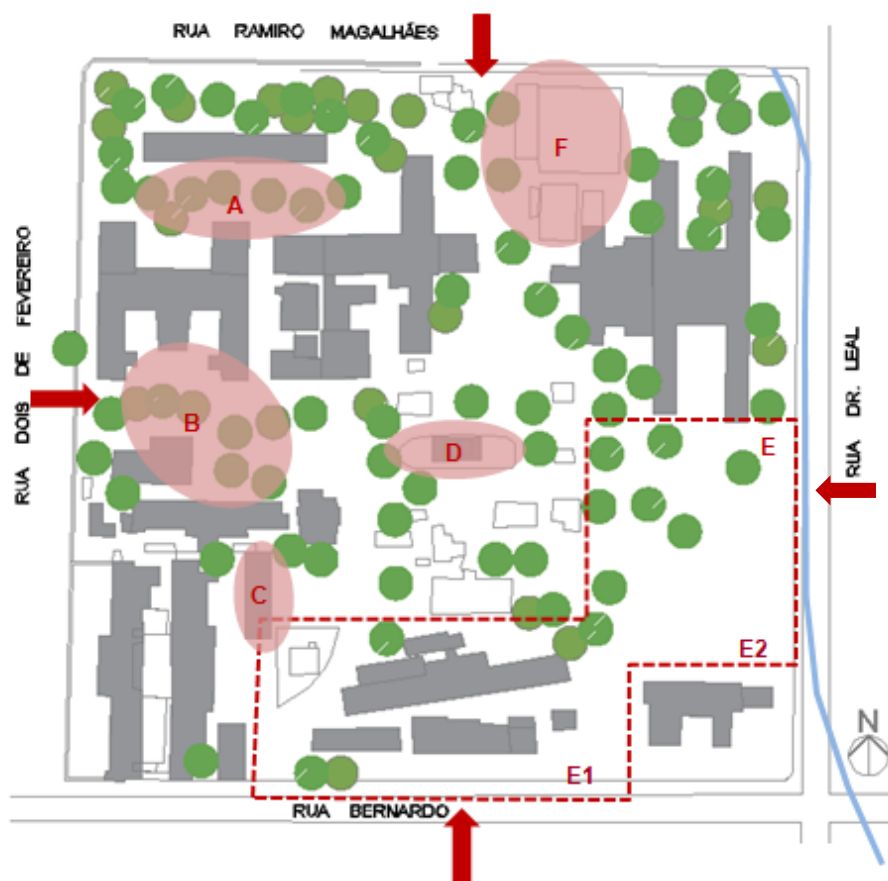 RUA RAMIRO MAGALHÃES
F
A
RUA DOIS DE FEVEREIRO
B
D
E
RUA DR. LEAL
C
E2
N
E1
RUA BERNARDO